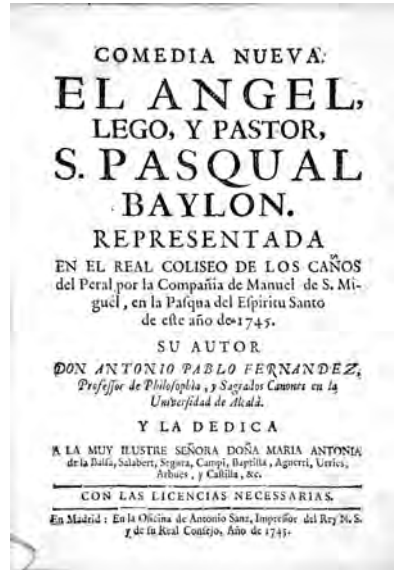 COMEDIA NUEVA.
EL ANGEL,
LEGO, Y PASTOR,
S. PASQUAL
BAYLON.
REPRESENTADA
EN EL REAL COLISEO DE LOS CAÑOS
del Peral por la Compañia de Manuel de S. Mi-
guèl, en la Pasqua del Espiritu Santo
de este año de 1745.
SU AUTOR
DON ANTONIO PABLO FERNANDEZ,
Professor de Philosophia, y Sagrados Canones en la
Universidad de Alcalà.
Y LA DEDICA
A LA MUY ILUSTRE SEÑORA DOÑA MARIA ANTONIA
de la Balsa, Salabert, Segura, Campi, Baptista, Aguerri, Urries,
Arbues, y Castilla, &c.
CON LAS LICENCIAS NECESSARIAS.
En Madrid: En la Oficina de Antonio Sanz, Impressor del Rey N. S.
y de su Real Consejo, Año de 1745.